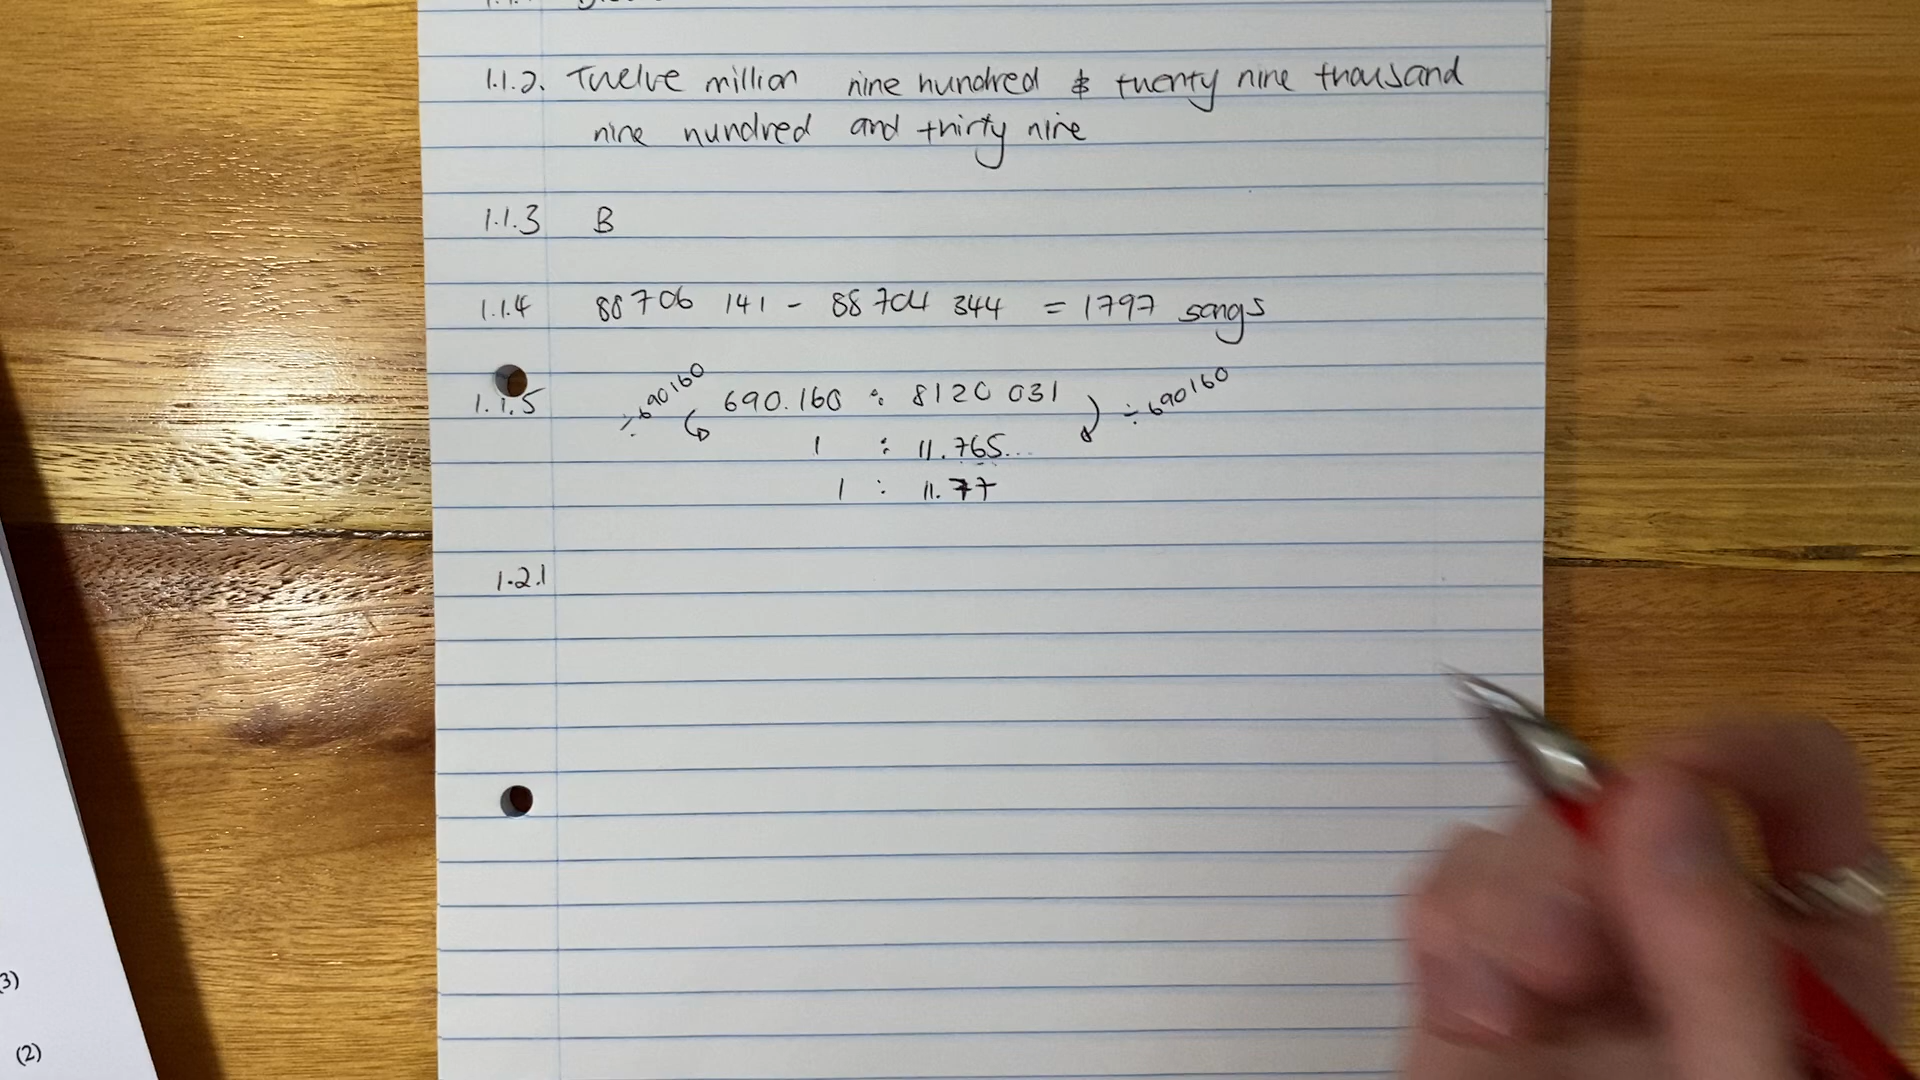 1.1.2. Twelve million nine hundred & twenty nine thousand
nine hundred and thirty nine
1.1.3 B
1.1.4 88 706 141 - 88 704 344 = 1797 songs
1.1.5 ÷690160 690.160 : 8120 031 ÷690160
1 : 11.765...
1 : 11.77
1.2.1
(3)
(2)